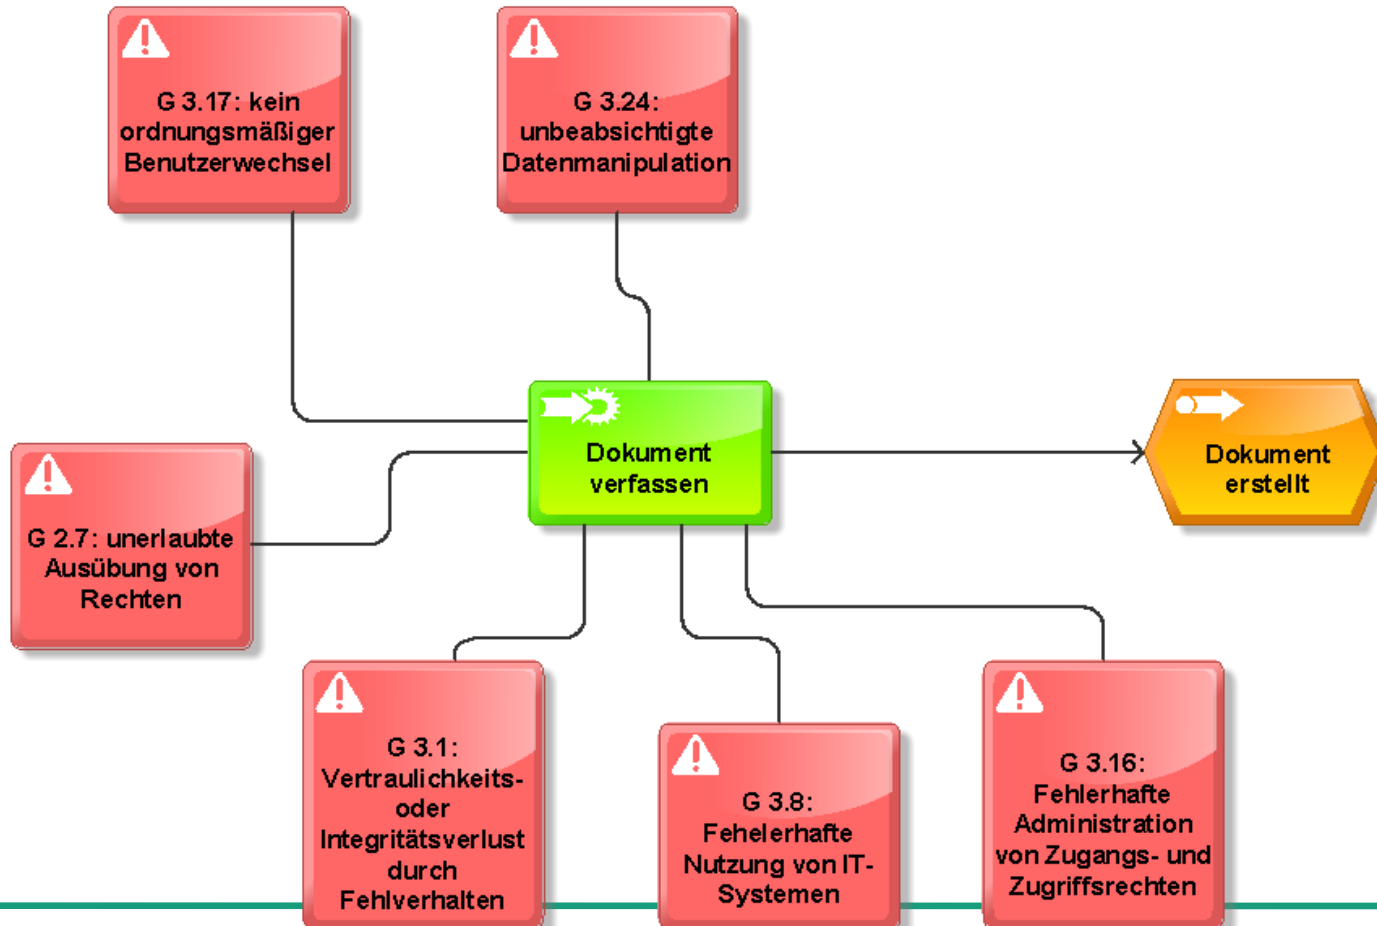 G 3.17: kein
ordnungsmäßiger
Benutzerwechsel
G 3.24:
unbeabsichtigte
Datenmanipulation
Dokument
verfassen
Dokument
erstellt
G 2.7: unerlaubte
Ausübung von
Rechten
G 3.1:
Vertraulichkeits-
oder
Integritätsverlust
durch
Fehlverhalten
G 3.8:
Fehelerhafte
Nutzung von IT-
Systemen
G 3.16:
Fehlerhafte
Administration
von Zugangs- und
Zugriffsrechten